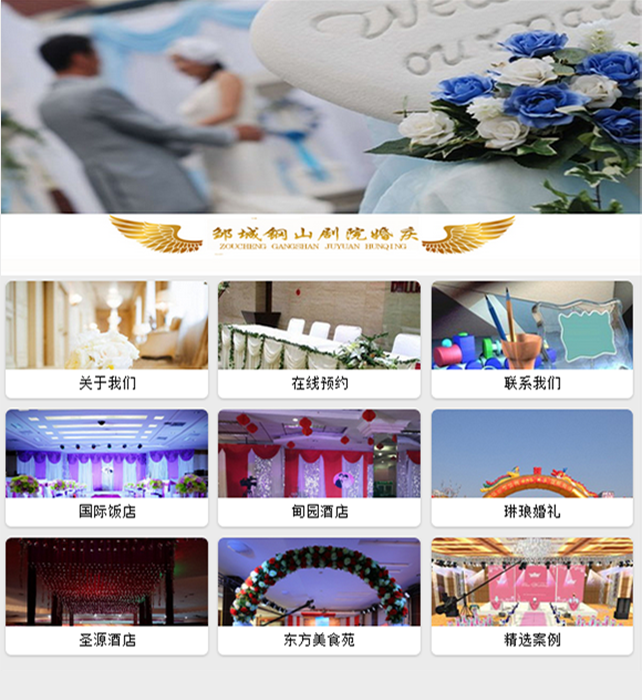 our
邹城钢山剧院婚庆
ZOUCHENG GANGSHAN JUYUAN HUNQING
关于我们
在线预约
联系我们
国际饭店
甸园酒店
琳琅婚礼
圣源酒店
东方美食苑
精选案例